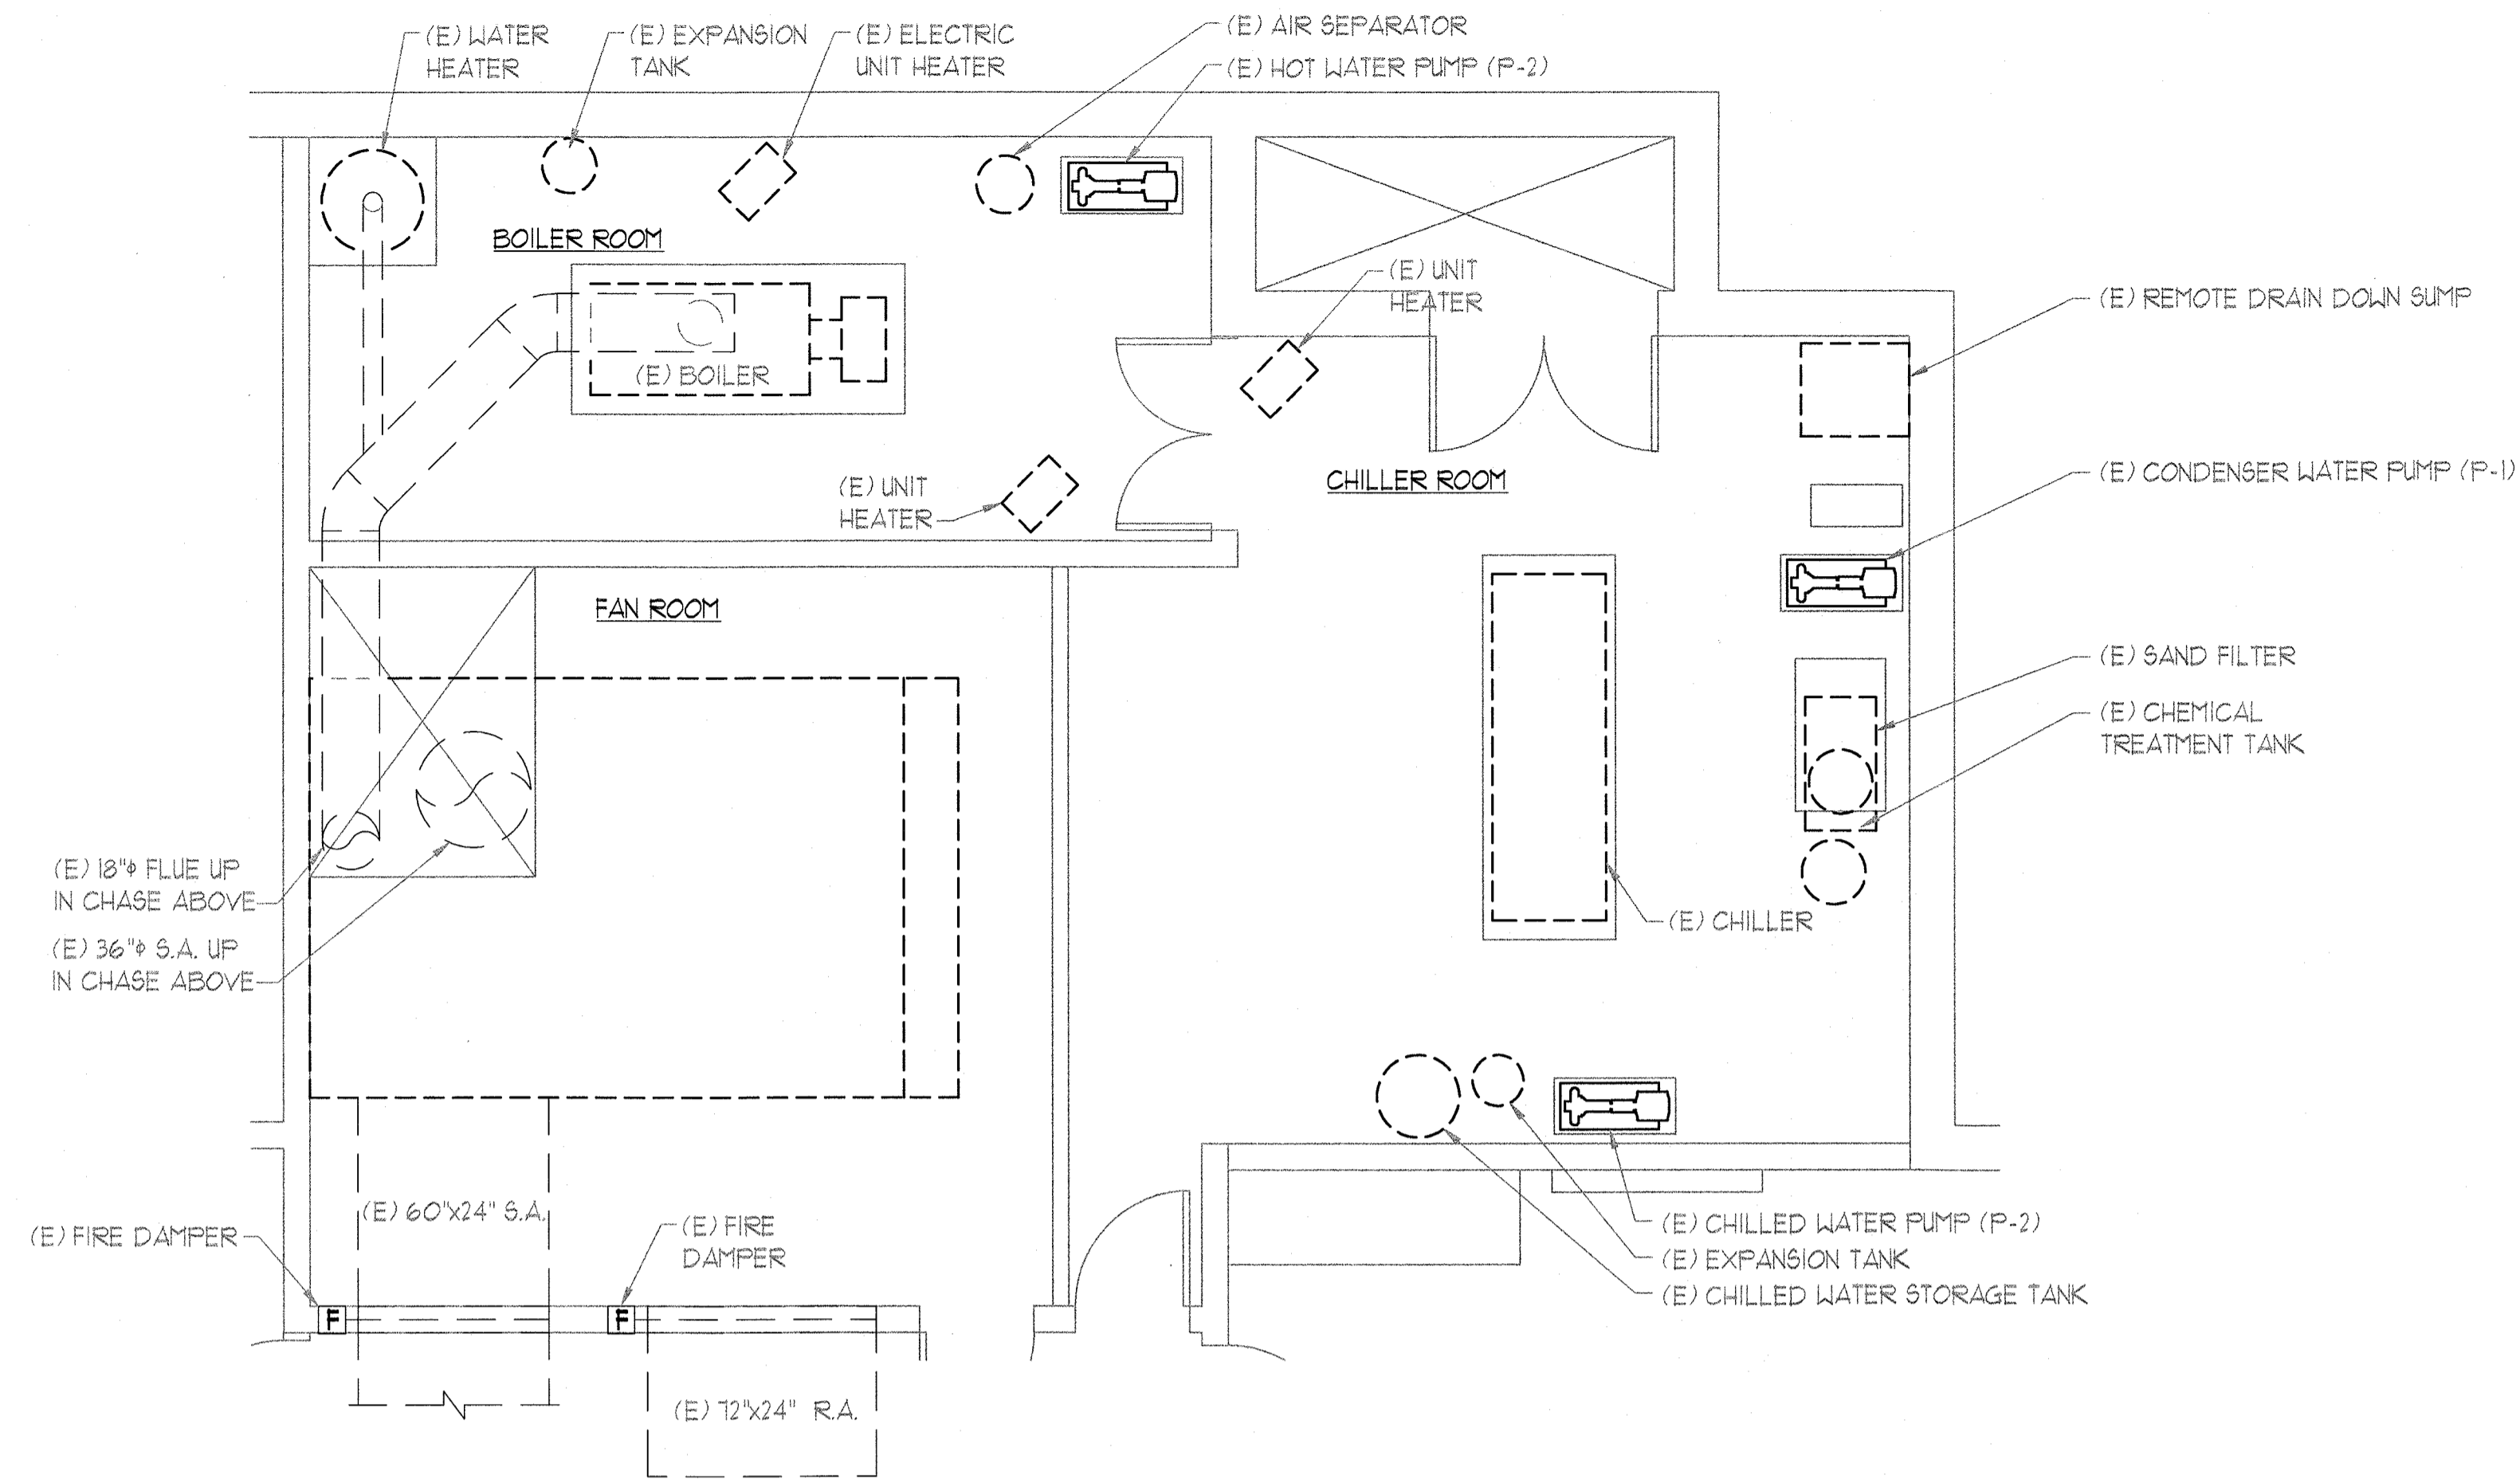 (E) WATER
HEATER
(E) EXPANSION
TANK
(E) ELECTRIC
UNIT HEATER
(E) AIR SEPARATOR
(E) HOT WATER PUMP (P-2)
BOILER ROOM
(E) UNIT
HEATER
(E) REMOTE DRAIN DOWN SUMP
(E) BOILER
(E) UNIT
HEATER
CHILLER ROOM
(E) CONDENSER WATER PUMP (P-1)
FAN ROOM
(E) SAND FILTER
(E) CHEMICAL
TREATMENT TANK
(E) 18"ϕ FLUE UP
IN CHASE ABOVE
(E) CHILLER
(E) 36"ϕ S.A. UP
IN CHASE ABOVE
(E) 60"x24" S.A.
(E) FIRE DAMPER
(E) FIRE
DAMPER
(E) CHILLED WATER PUMP (P-2)
(E) EXPANSION TANK
(E) CHILLED WATER STORAGE TANK
F
F
(E) 72"x24" R.A.